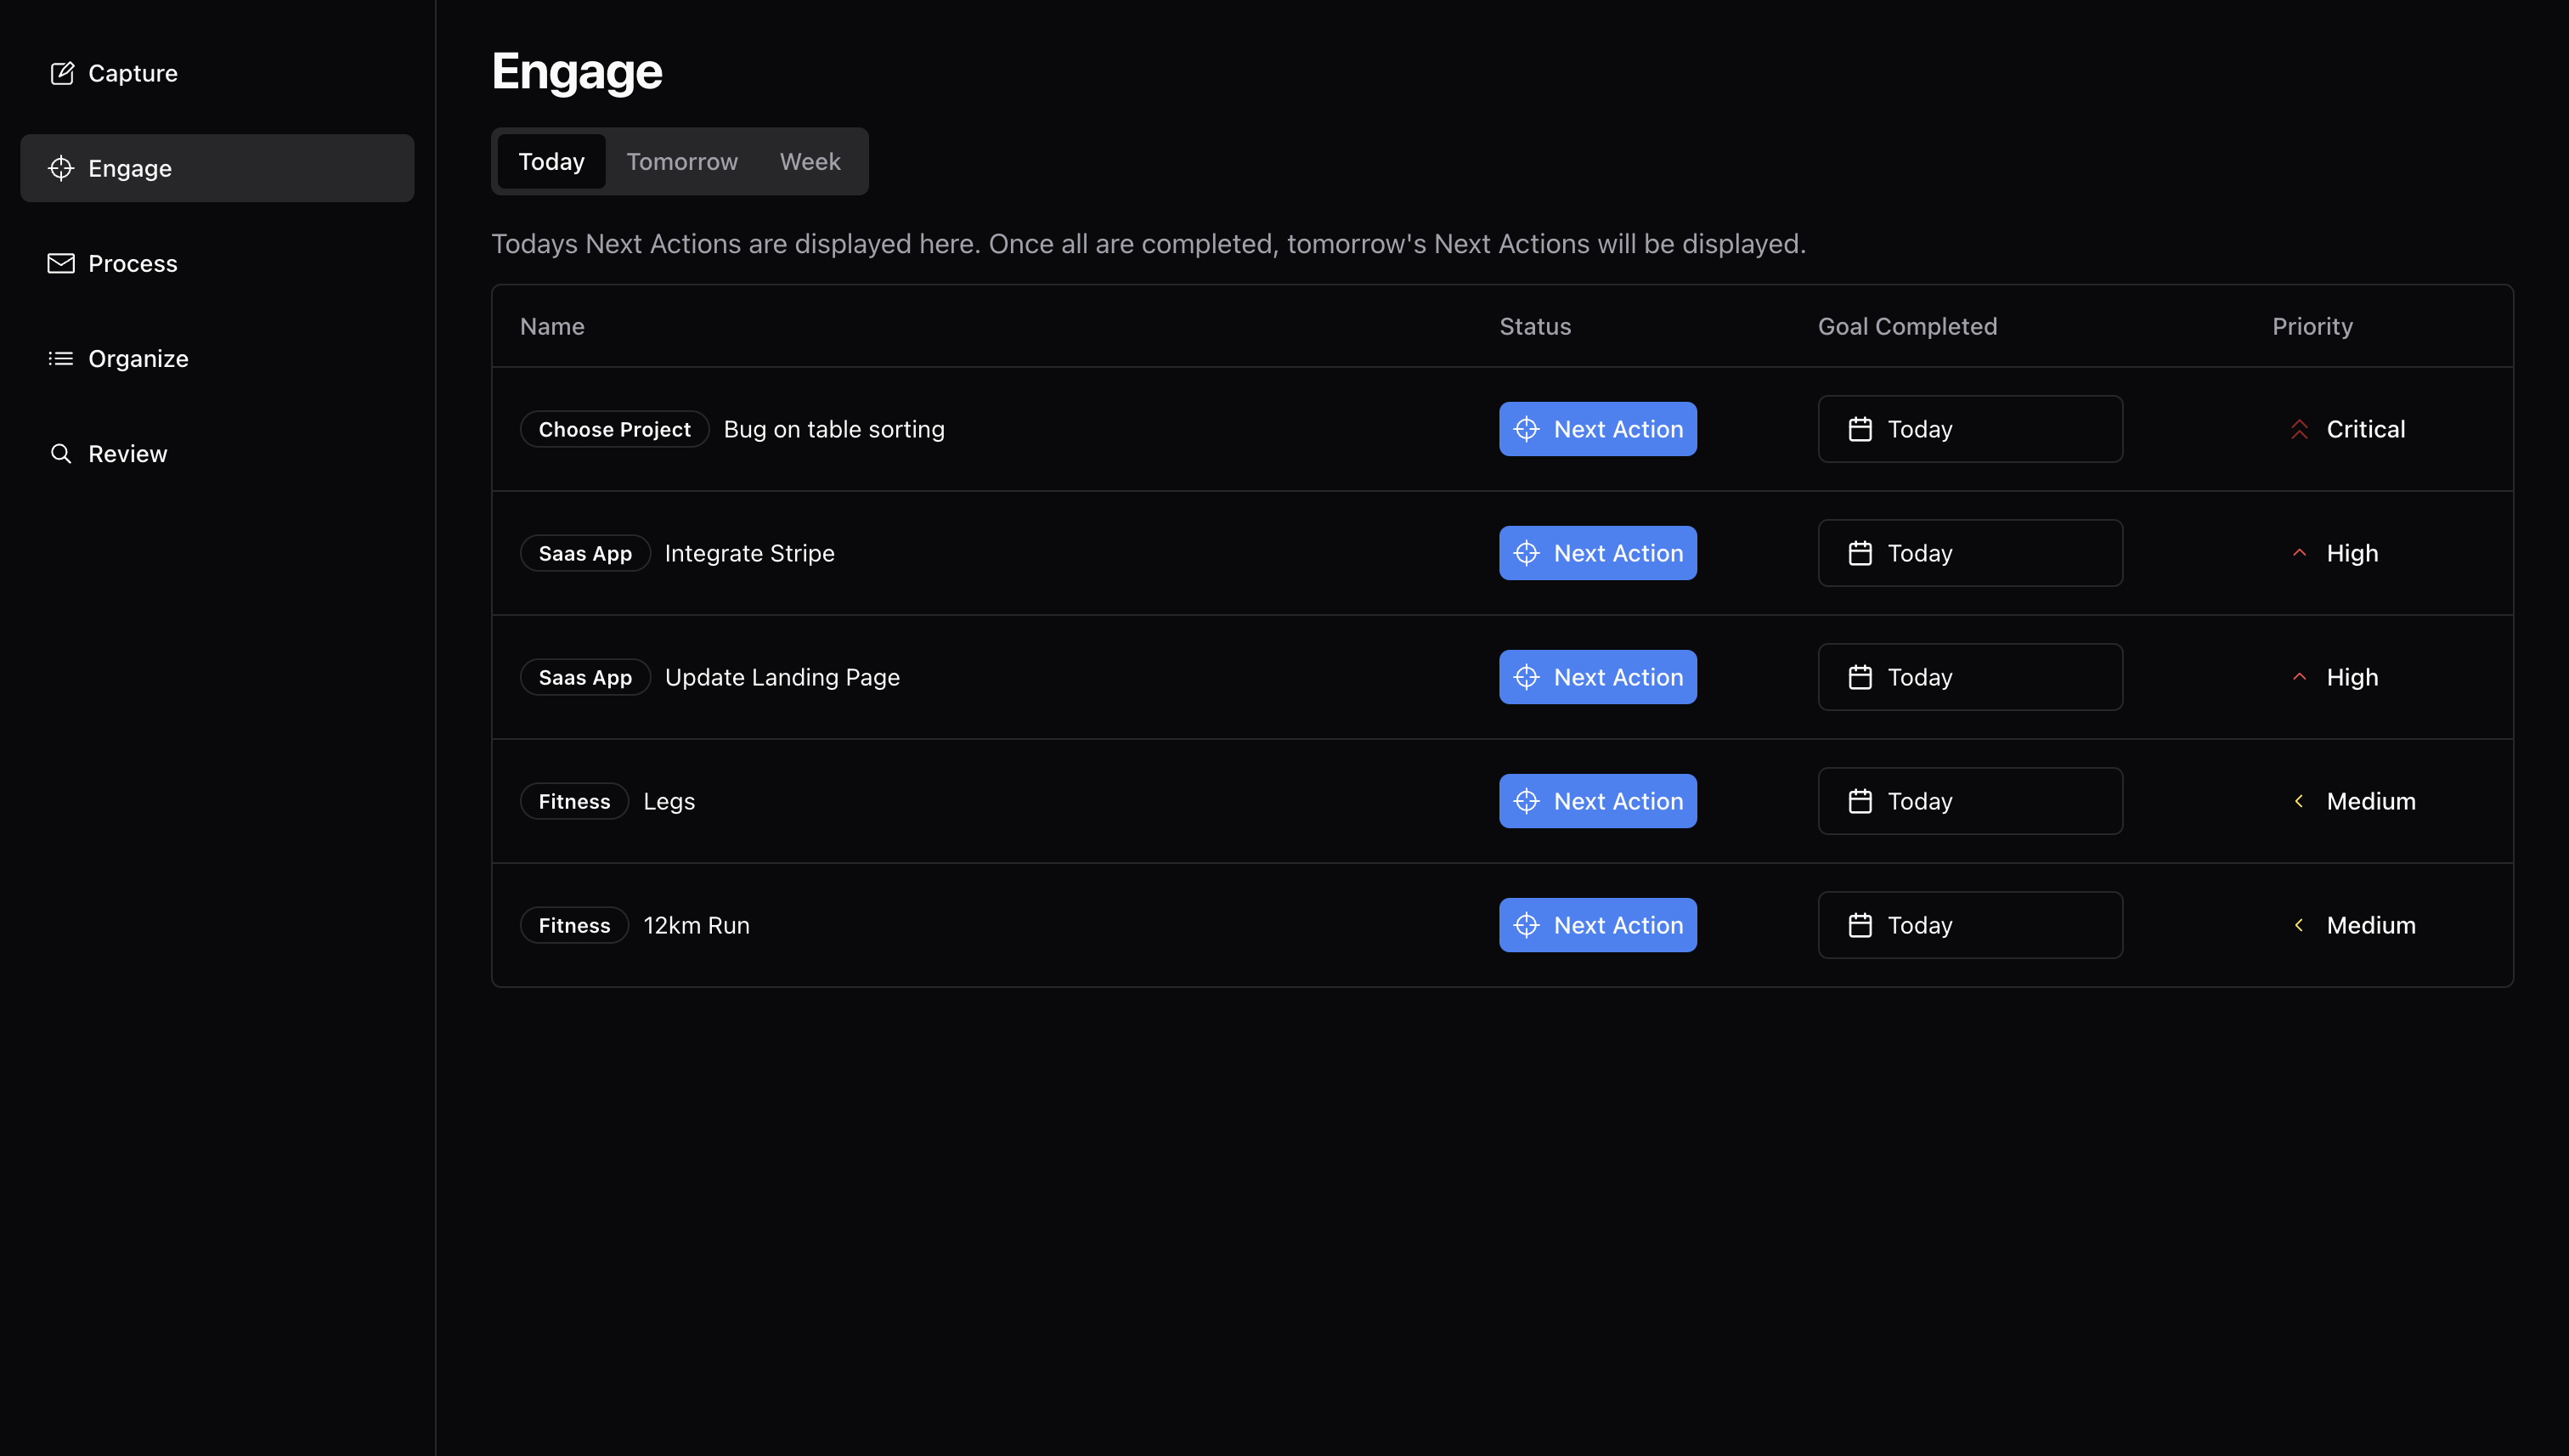 Capture
Engage
Process
Organize
Review
Engage
Today Tomorrow Week
Todays Next Actions are displayed here. Once all are completed, tomorrow's Next Actions will be displayed.
Name Status Goal Completed Priority
Choose Project Bug on table sorting Next Action Today Critical
Saas App Integrate Stripe Next Action Today High
Saas App Update Landing Page Next Action Today High
Fitness Legs Next Action Today Medium
Fitness 12km Run Next Action Today Medium